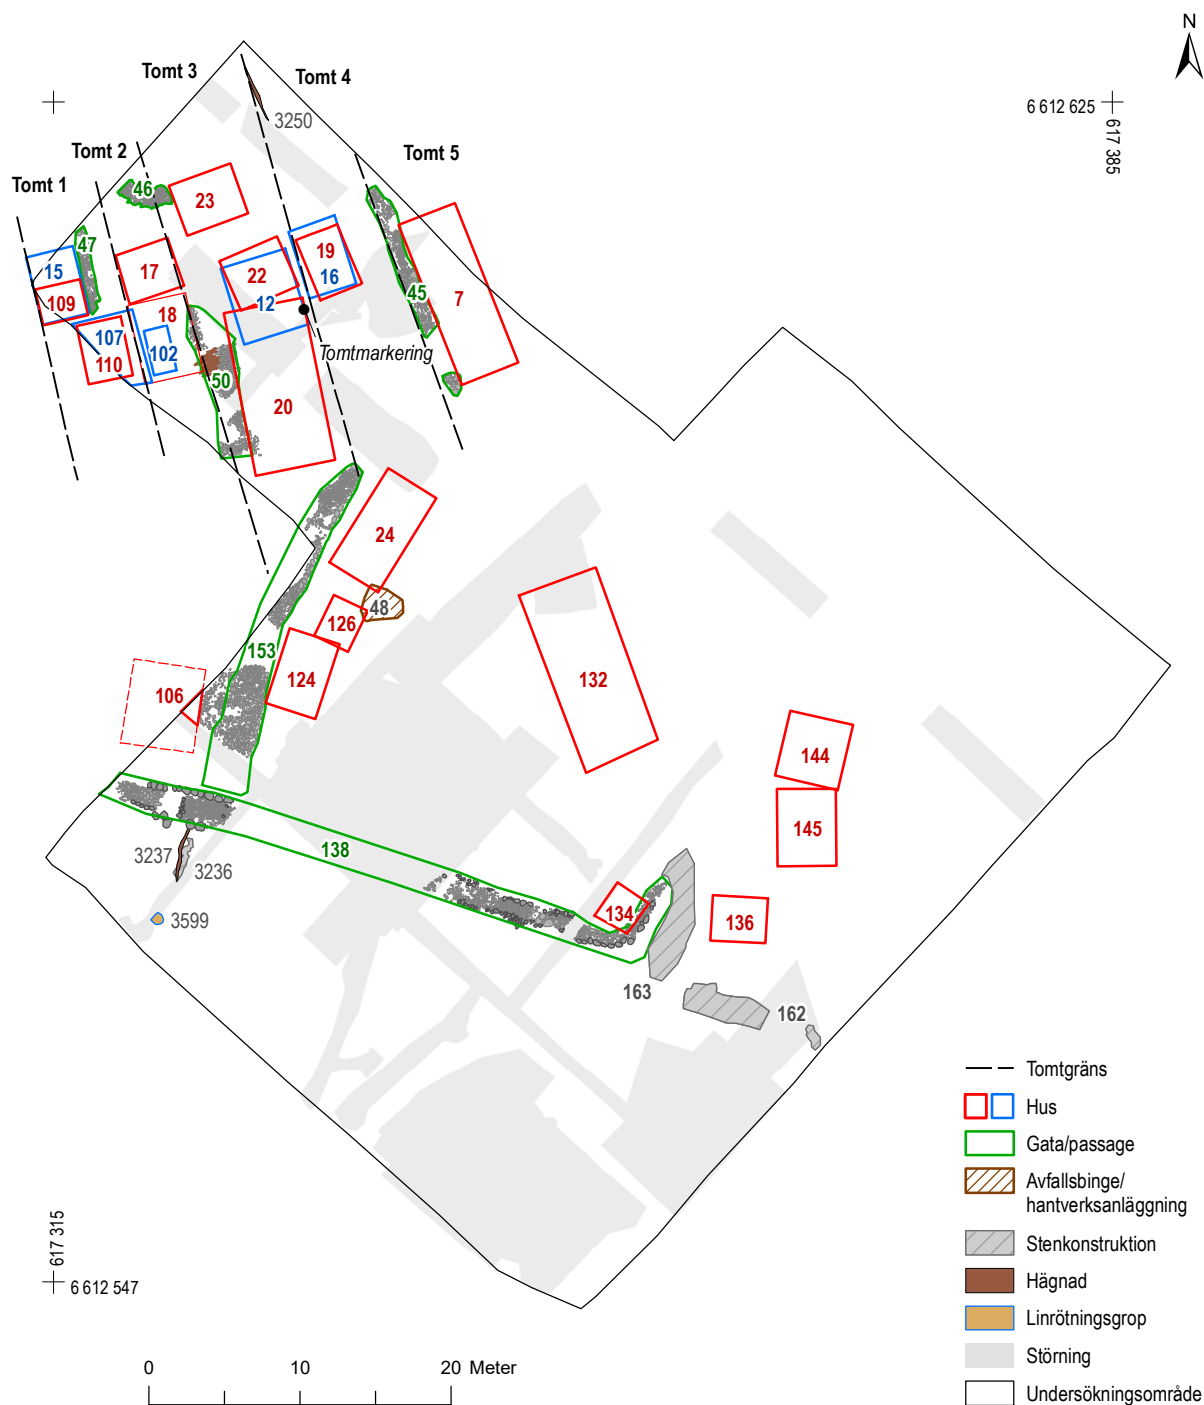 N
Tomt 3
Tomt 4
6 612 625
617 385
3250
Tomt 2
Tomt 5
Tomt 1
46
23
47
15
17
22
19
16
109
18
12
45
7
107
102
110
Tomtmarkering
50
20
24
48
126
153
124
106
132
144
145
138
3237
3236
3599
134
136
163
162
617 315
6 612 547
Tomtgräns
Hus
Gata/passage
Avfallsbinge/
hantverksanläggning
Stenkonstruktion
Hägnad
Linrötningsgrop
Störning
Undersökningsområde
0 10 20 Meter